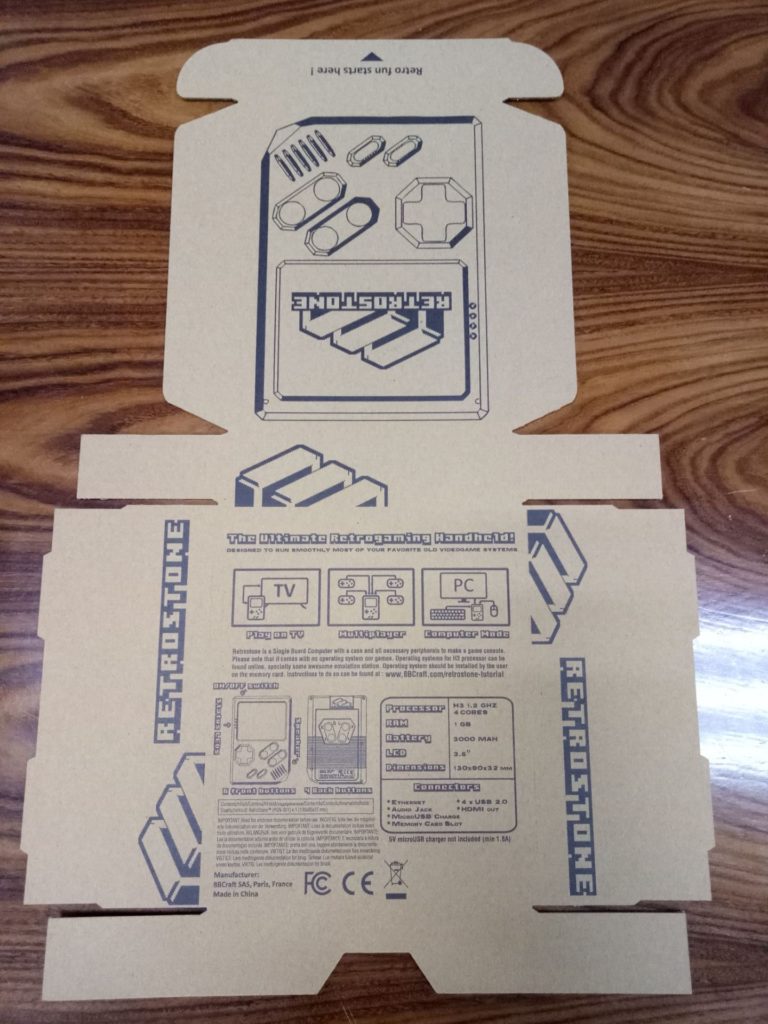 Retro fun starts here !
RETROSTONE
The Ultimate Retrogaming Handheld!
DESIGNED TO RUN SMOOTHLY MOST OF YOUR FAVORITE OLD VIDEOGAME SYSTEMS
TV
PC
Play on TV
Multiplayer
Computer Mode
Retrostone is a Single Board Computer with a case and all necessary peripherals to make a game console.
Please note that it comes with no operating system nor games. Operating systems for H3 processor can be
found online, specially some awesome emulation station. Operating system should be installed by the user
on the memory card. Instructions to do so can be found at : www.8BCraft.com/retrostone-tutorial
RETROSTONE
RETROSTONE
ON/OFF switch
Speaker
8 front buttons
4 Back buttons
Processor H3 1.2 GHZ
4 CORES
RAM 1 GB
Battery 3000 MAH
LCD 3.5"
Dimensions 130x80x32 MM
Connectors
* Ethernet
* Audio Jack
* MicroUSB Charge
* Memory Card Slot
* 4 x USB 2.0
* HDMI out
5V microUSB charger not included (min 1.5A)
Manufacturer:
8BCraft SAS, Paris, France
Made in China
FC CE